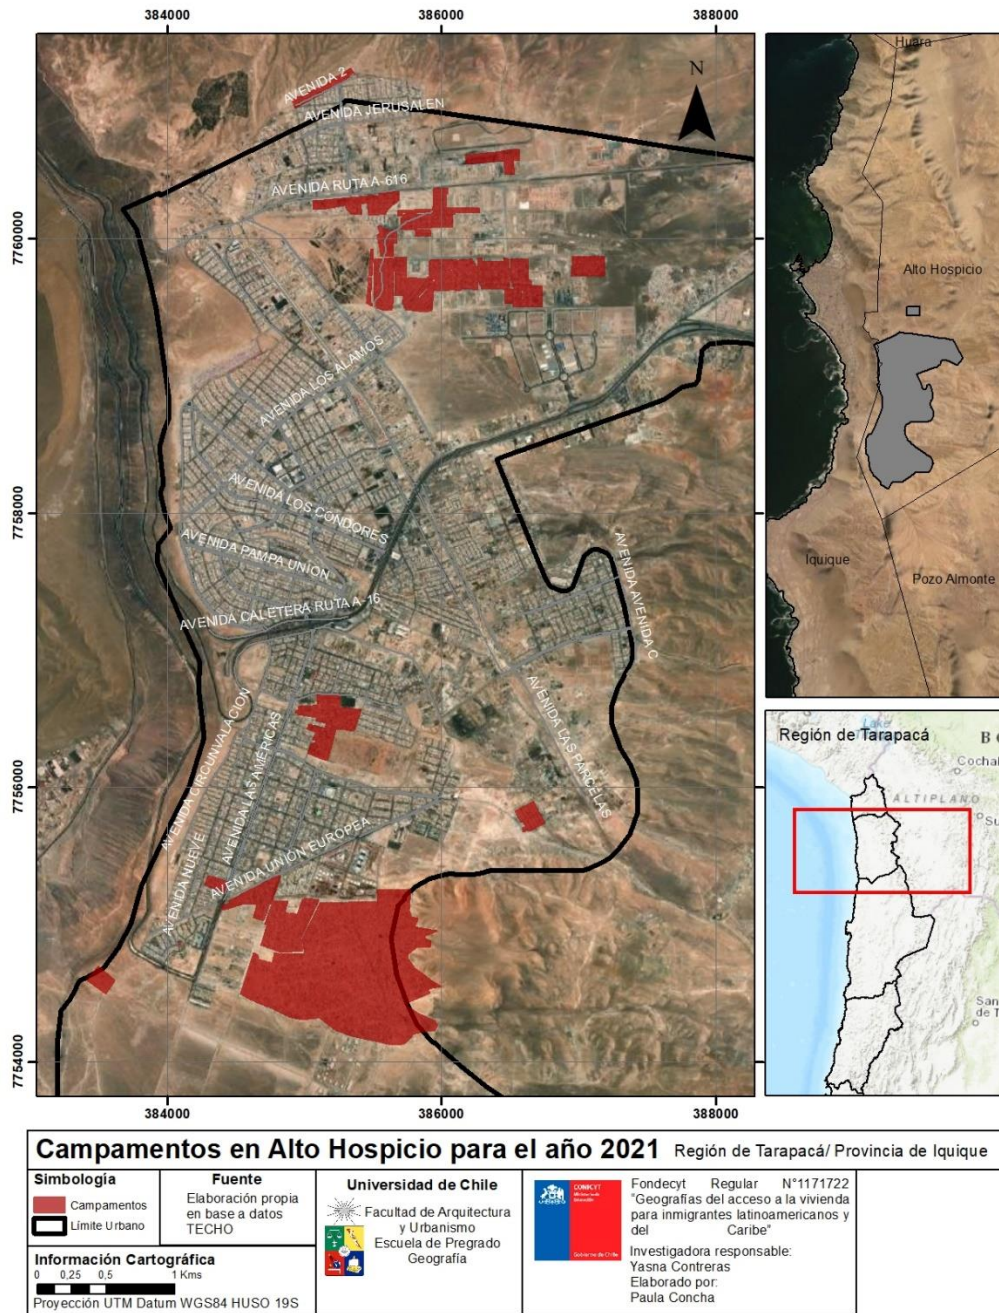 384000
386000
388000
7760000
7758000
7756000
7754000
N
AVENIDA 2
AVENIDA JERUSALEN
AVENIDA RUTA A-616
AVENIDA LOS ALAMOS
AVENIDA LOS CONDORES
AVENIDA PAMPA UNION
AVENIDA CALETERA RUTA A-16
AVENIDA AVENIDA C
AVENIDA LAS PARCELAS
AVENIDA CIRCUNVALACION
AVENIDA LAS AMERICAS
AVENIDA NUEVE
AVENIDA UNIÓN EUROPEA
384000
386000
388000
Huara
Alto Hospicio
Iquique
Pozo Almonte
Región de Tarapacá
Lake
B
Cochal
ALTIPLANO
Su
San
de T
Campamentos en Alto Hospicio para el año 2021 Región de Tarapacá/ Provincia de Iquique
Simbología
Campamentos
Límite Urbano
Fuente
Elaboración propia
en base a datos
TECHO
Información Cartográfica
0 0,25 0,5 1 Kms
Proyección UTM Datum WGS84 HUSO 19S
Universidad de Chile
Facultad de Arquitectura
y Urbanismo
Escuela de Pregrado
Geografía
CONICYT
Gobierno de Chile
Fondecyt Regular N°1171722
"Geografías del acceso a la vivienda
para inmigrantes latinoamericanos y
del Caribe"
Investigadora responsable:
Yasna Contreras
Elaborado por:
Paula Concha